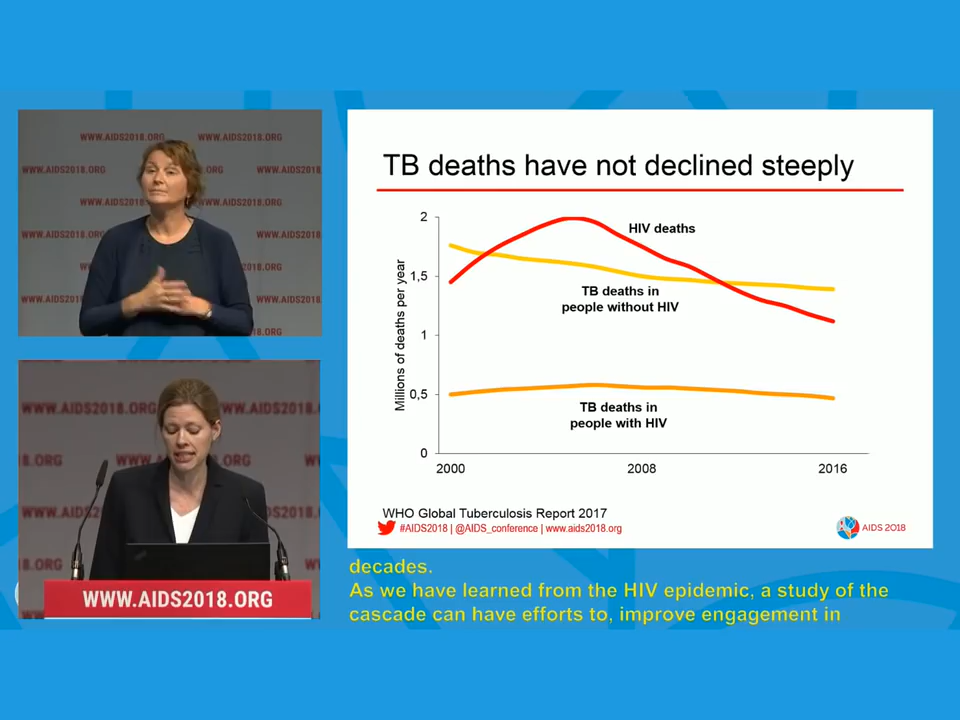 WWW.AIDS2018.ORG WWW.AIDS2018.ORG
WWW.AIDS2018.ORG
WWW.AIDS2018.ORG
WWW.AIDS2018.ORG
WWW.AIDS2018.ORG
TB deaths have not declined steeply
Millions of deaths per year
2
1,5
1
0,5
0
HIV deaths
TB deaths in
people without HIV
TB deaths in
people with HIV
2000 2008 2016
WHO Global Tuberculosis Report 2017
#AIDS2018 | @AIDS_conference | www.aids2018.org
AIDS 2018
decades.
As we have learned from the HIV epidemic, a study of the
cascade can have efforts to, improve engagement in